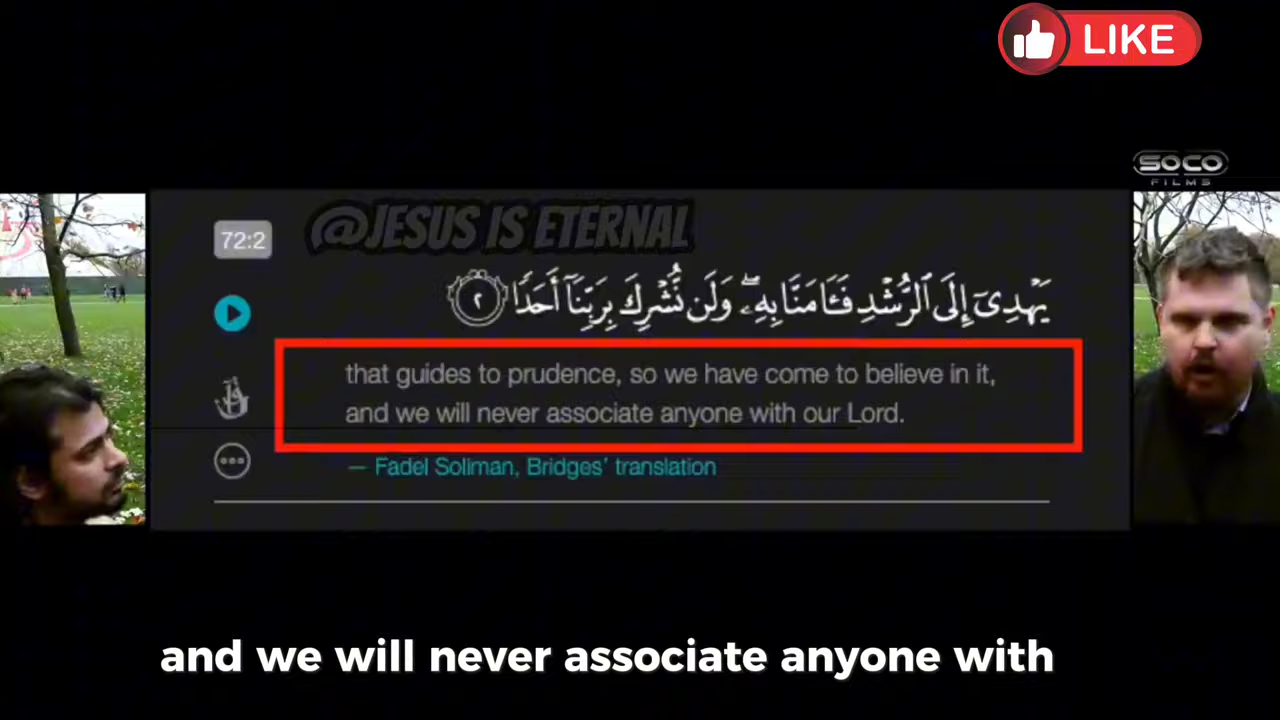 LIKE
SOCO
FILMS
@JESUS IS ETERNAL
72:2
يَهْدِىٓ إِلَى ٱلرُّشْدِ فَـَٔامَنَّا بِهِۦ ۖ وَلَن نُّشْرِكَ بِرَبِّنَآ أَحَدًا ٢
that guides to prudence, so we have come to believe in it,
and we will never associate anyone with our Lord.
— Fadel Soliman, Bridges’ translation
and we will never associate anyone with